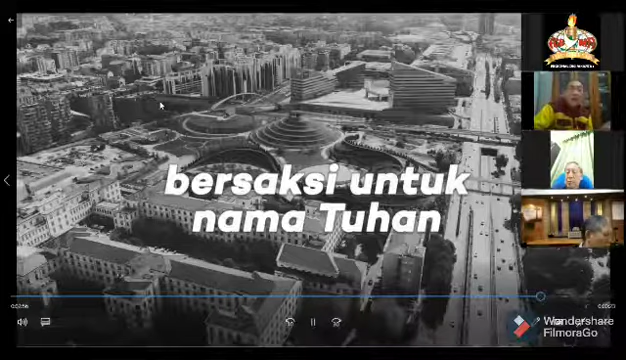 bersaksi untuk
nama Tuhan
Wondershare
FilmoraGo